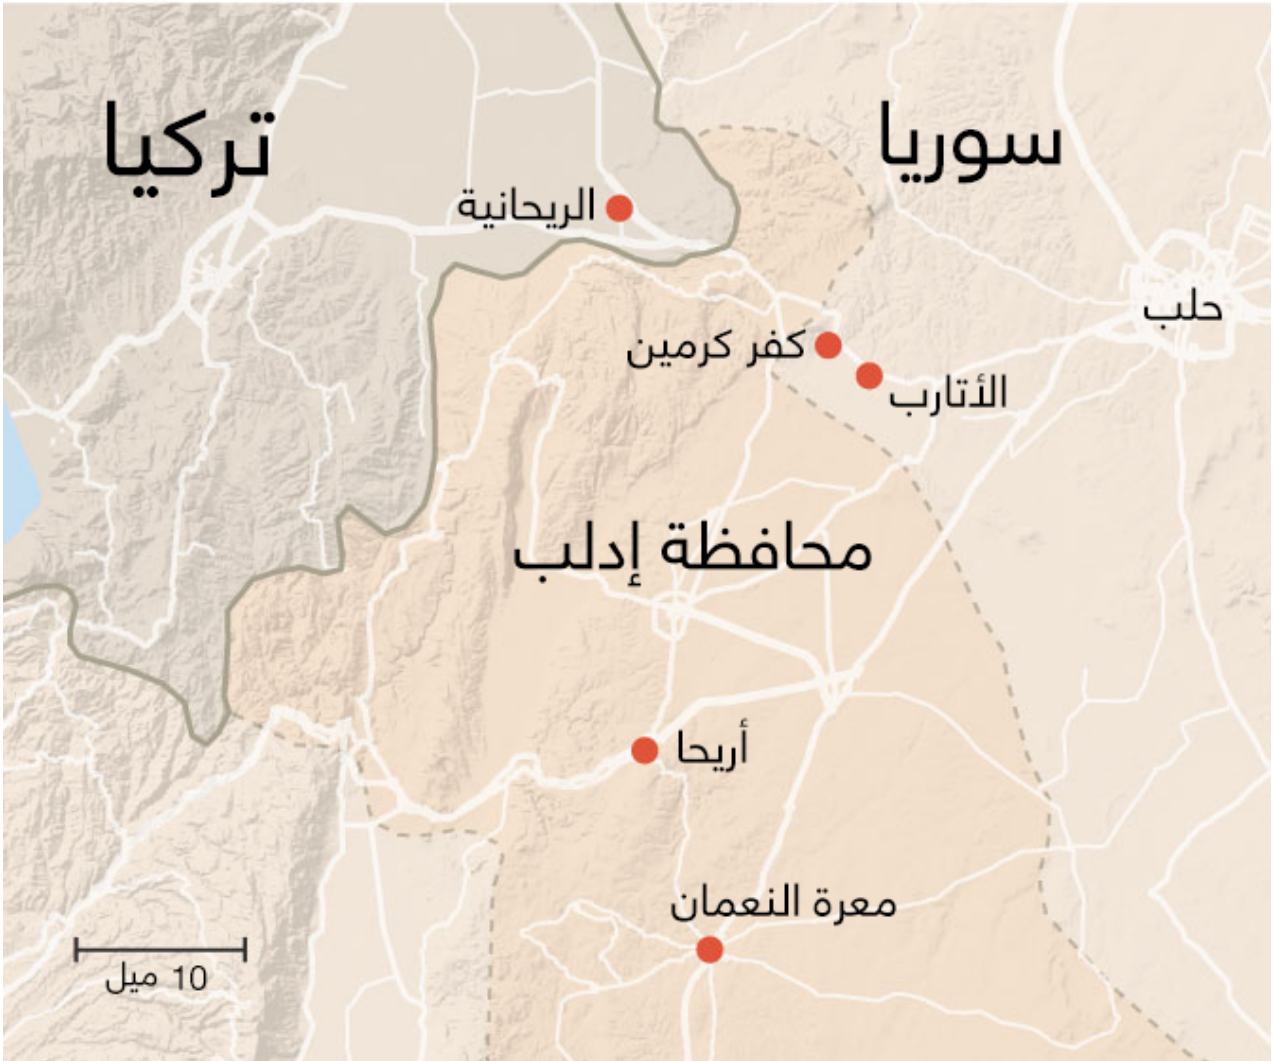 سوريا
تركيا
الريحانية
حلب
كفر كرمين
الأتارب
محافظة إدلب
أريحا
معرة النعمان
10 ميل